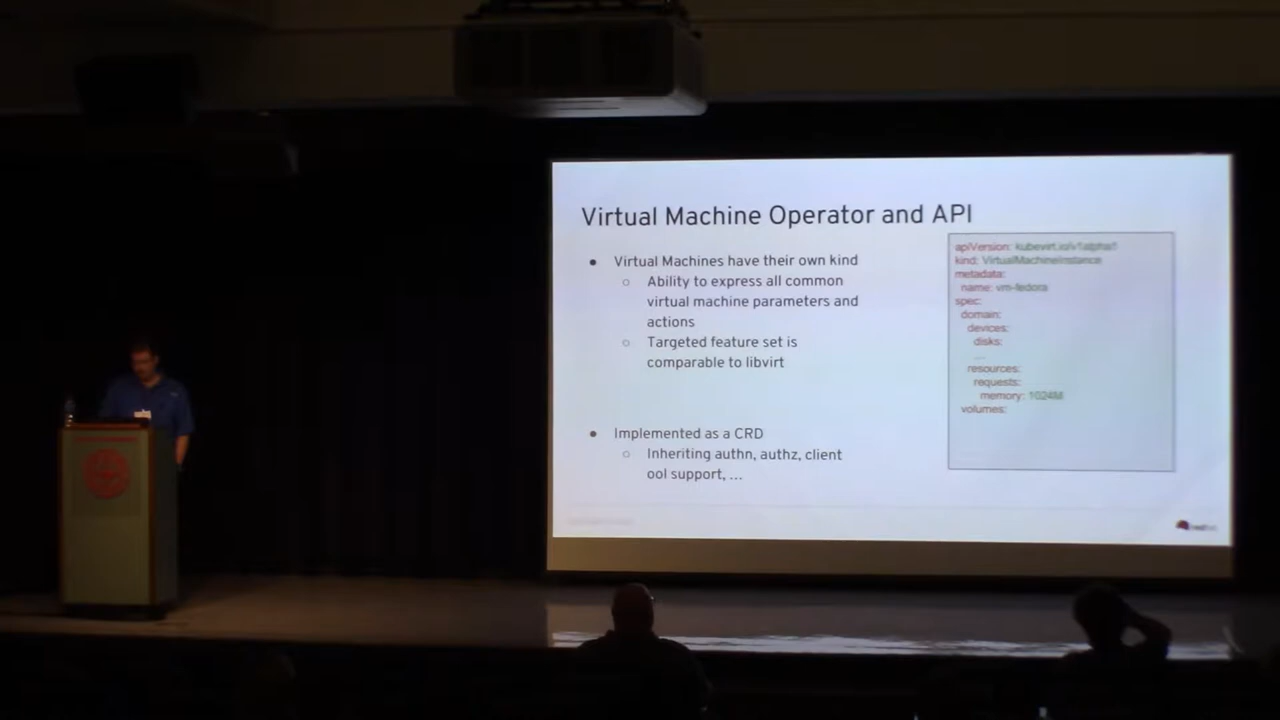 Virtual Machine Operator and API
● Virtual Machines have their own kind
○ Ability to express all common
virtual machine parameters and
actions
○ Targeted feature set is
comparable to libvirt
● Implemented as a CRD
○ Inheriting authn, authz, client
ool support, …
apiVersion: kubevirt.io/v1alpha1
kind: VirtualMachineInstance
metadata:
name: vm-fedora
spec:
domain:
devices:
disks:
....
resources:
requests:
memory: 1024M
volumes: